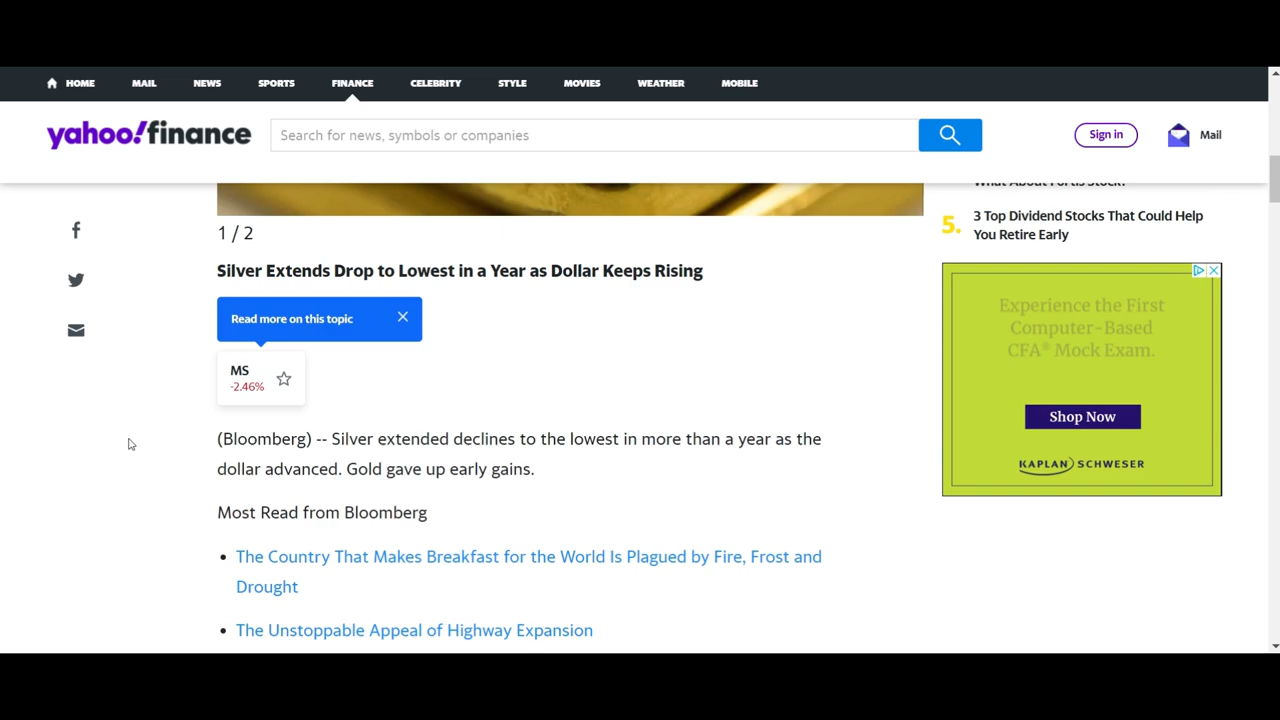 HOME MAIL NEWS SPORTS FINANCE CELEBRITY STYLE MOVIES WEATHER MOBILE
yahoo!finance Search for news, symbols or companies Sign in Mail
What About Fortis Stock?
5. 3 Top Dividend Stocks That Could Help
You Retire Early
1 / 2
Silver Extends Drop to Lowest in a Year as Dollar Keeps Rising
Read more on this topic
MS
-2.46%
(Bloomberg) -- Silver extended declines to the lowest in more than a year as the
dollar advanced. Gold gave up early gains.
Most Read from Bloomberg
• The Country That Makes Breakfast for the World Is Plagued by Fire, Frost and
Drought
• The Unstoppable Appeal of Highway Expansion
Experience the First
Computer-Based
CFA® Mock Exam.
Shop Now
KAPLAN SCHWESER